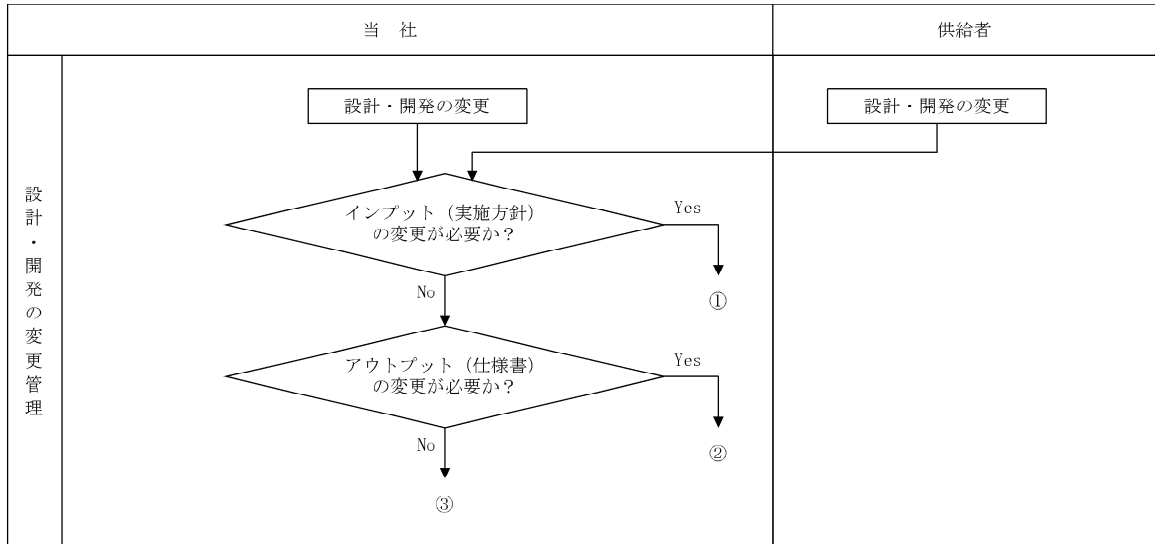 当 社
供給者
設計・開発の変更管理
設計・開発の変更
設計・開発の変更
インプット（実施方針）
の変更が必要か？
Yes
①
No
アウトプット（仕様書）
の変更が必要か？
Yes
②
No
③